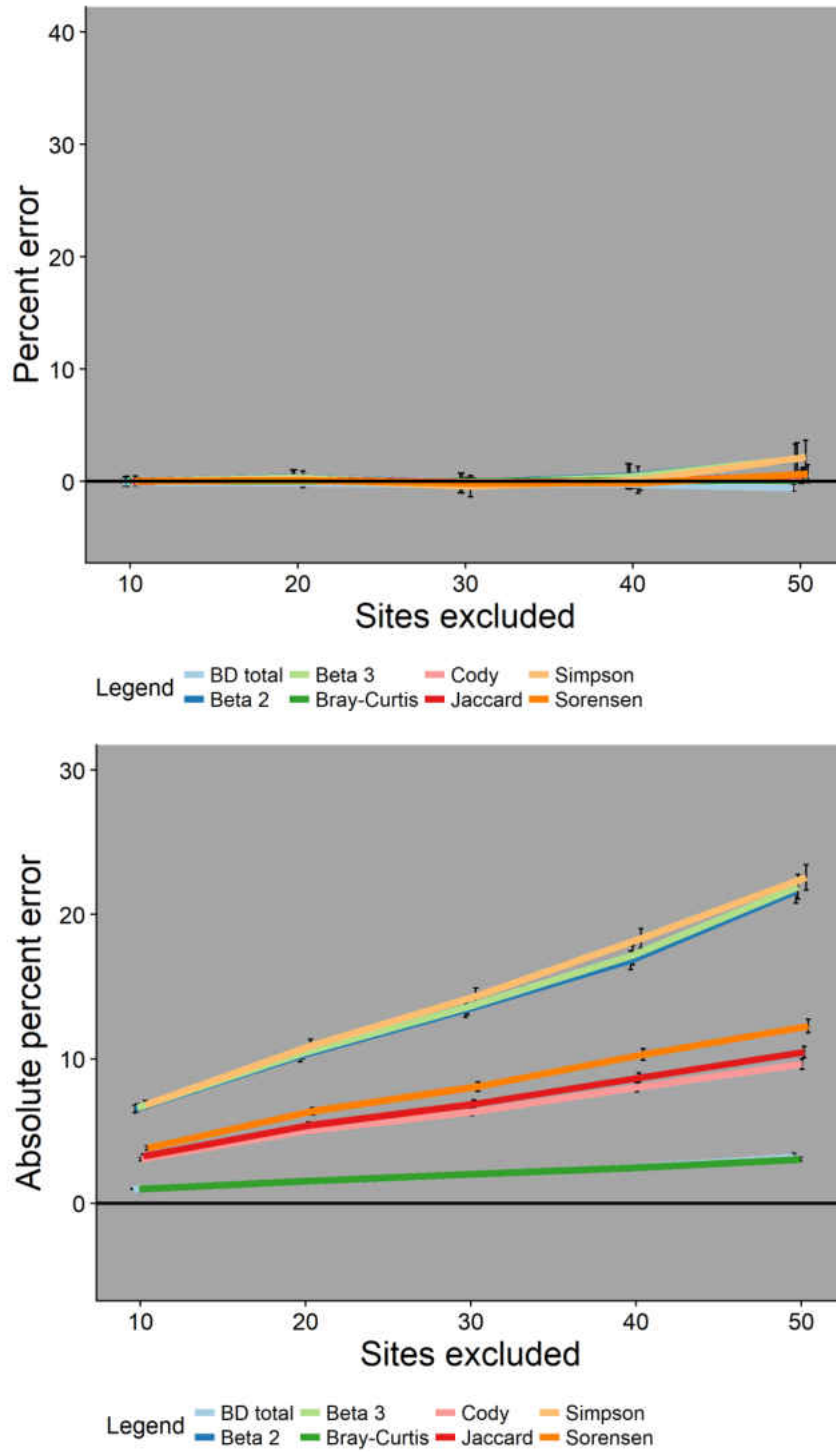 40
30
20
10
0
Percent error
10 20 30 40 50
Sites excluded
Legend
BD total Beta 3 Cody Simpson
Beta 2 Bray-Curtis Jaccard Sorensen
30
20
10
0
Absolute percent error
10 20 30 40 50
Sites excluded
Legend
BD total Beta 3 Cody Simpson
Beta 2 Bray-Curtis Jaccard Sorensen